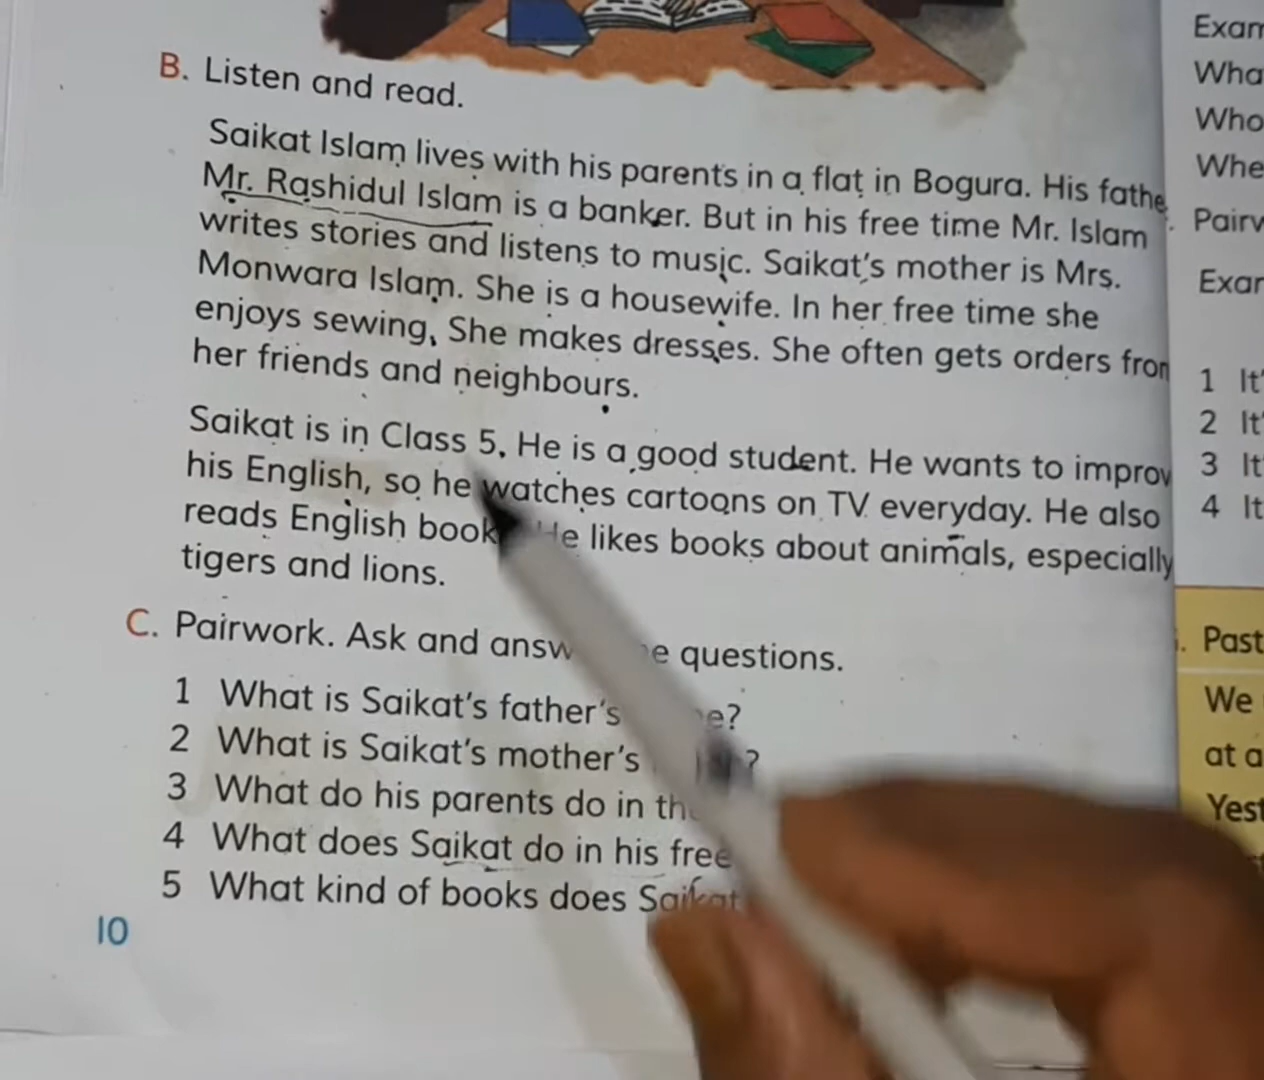 B. Listen and read.
Saikat Islam lives with his parents in a flat in Bogura. His fathe
Mr. Rashidul Islam is a banker. But in his free time Mr. Islam
writes stories and listens to music. Saikat's mother is Mrs.
Monwara Islam. She is a housewife. In her free time she
enjoys sewing. She makes dresses. She often gets orders from
her friends and neighbours.
Saikat is in Class 5. He is a good student. He wants to improv
his English, so he watches cartoons on TV everyday. He also
reads English book He likes books about animals, especially
tigers and lions.
C. Pairwork. Ask and answ e questions.
1 What is Saikat's father's e?
2 What is Saikat's mother's ?
3 What do his parents do in th
4 What does Saikat do in his free
5 What kind of books does Saikat
10
Exam
Wha
Who
Whe
Pairw
Exar
1 It'
2 It'
3 It
4 It
Past
We
at a
Yest